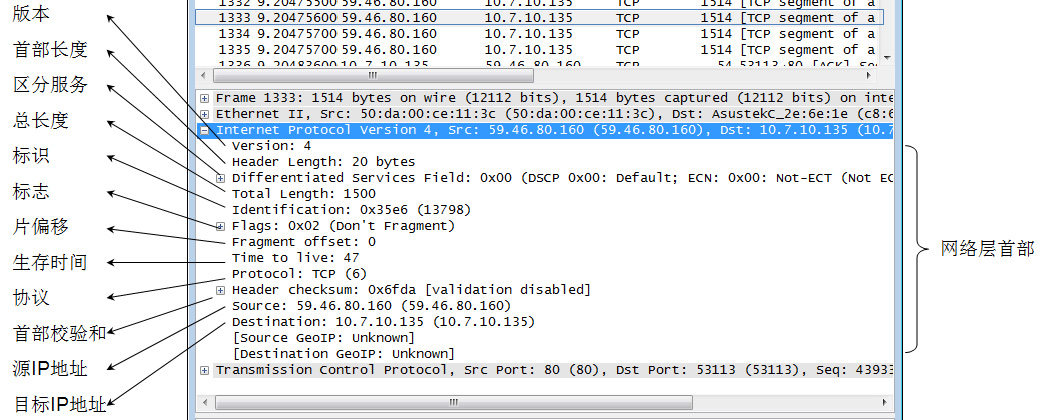 版本
首部长度
区分服务
总长度
标识
标志
片偏移
生存时间
协议
首部校验和
源IP地址
目标IP地址
1332 9.20475500 59.46.80.160 10.7.10.135 TCP 1514 [TCP segment of a
1333 9.20475600 59.46.80.160 10.7.10.135 TCP 1514 [TCP segment of a
1334 9.20475700 59.46.80.160 10.7.10.135 TCP 1514 [TCP segment of a
1335 9.20475700 59.46.80.160 10.7.10.135 TCP 1514 [TCP segment of a
1336 9.20483600 10.7.10.135 59.46.80.160 TCP 54 53113→80 [ACK] Se
Frame 1333: 1514 bytes on wire (12112 bits), 1514 bytes captured (12112 bits) on inte
Ethernet II, Src: 50:da:00:ce:11:3c (50:da:00:ce:11:3c), Dst: AsustekC_2e:6e:1e (c8:6
Internet Protocol Version 4, Src: 59.46.80.160 (59.46.80.160), Dst: 10.7.10.135 (10.7
Version: 4
Header Length: 20 bytes
Differentiated Services Field: 0x00 (DSCP 0x00: Default; ECN: 0x00: Not-ECT (Not EC
Total Length: 1500
Identification: 0x35e6 (13798)
Flags: 0x02 (Don't Fragment)
Fragment offset: 0
Time to live: 47
Protocol: TCP (6)
Header checksum: 0x6fda [validation disabled]
Source: 59.46.80.160 (59.46.80.160)
Destination: 10.7.10.135 (10.7.10.135)
[Source GeoIP: Unknown]
[Destination GeoIP: Unknown]
Transmission Control Protocol, Src Port: 80 (80), Dst Port: 53113 (53113), Seq: 43933
网络层首部